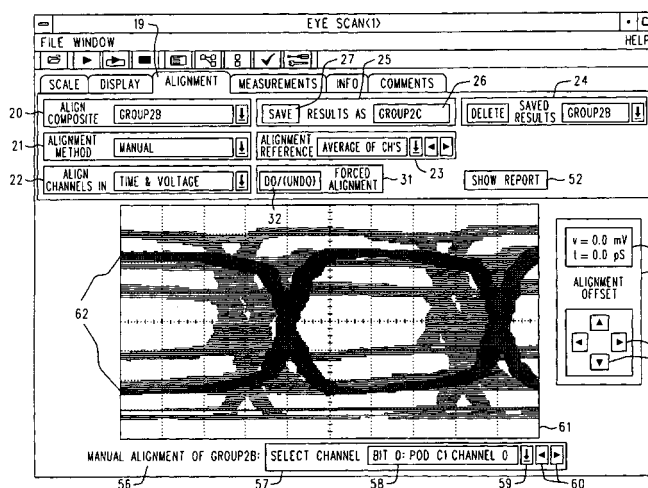 19
EYE SCAN<1>
FILE WINDOW
HELP
27
25
24
SCALE
DISPLAY
ALIGNMENT
MEASUREMENTS
INFO
COMMENTS
26
20
ALIGN COMPOSITE
GROUP2B
SAVE
RESULTS AS
GROUP2C
DELETE
SAVED RESULTS
GROUP2B
21
ALIGNMENT METHOD
MANUAL
ALIGNMENT REFERENCE
AVERAGE OF CH'S
22
ALIGN CHANNELS IN
TIME & VOLTAGE
DO/(UNDO)
FORCED ALIGNMENT
31
23
SHOW REPORT
52
32
v = 0.0 mV
t = 0.0 pS
ALIGNMENT
OFFSET
62
61
MANUAL ALIGNMENT OF GROUP2B:
SELECT CHANNEL
BIT 0: POD C1 CHANNEL 0
56
57
58
59
60